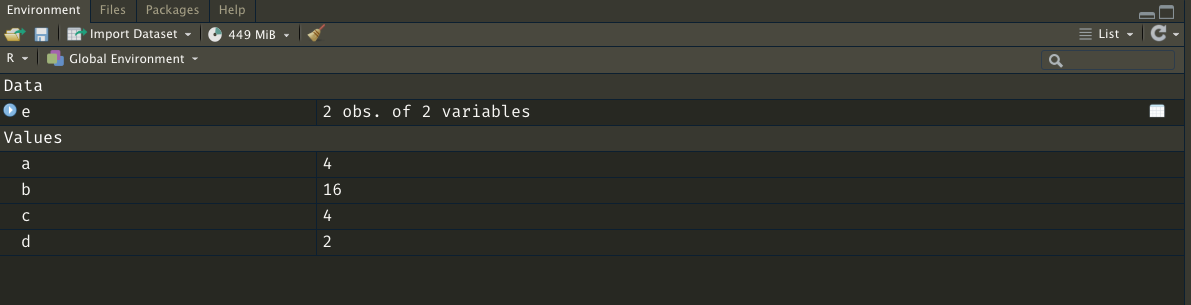 Environment Files Packages Help
Import Dataset 449 MiB List
R Global Environment
Data
e 2 obs. of 2 variables
Values
a 4
b 16
c 4
d 2